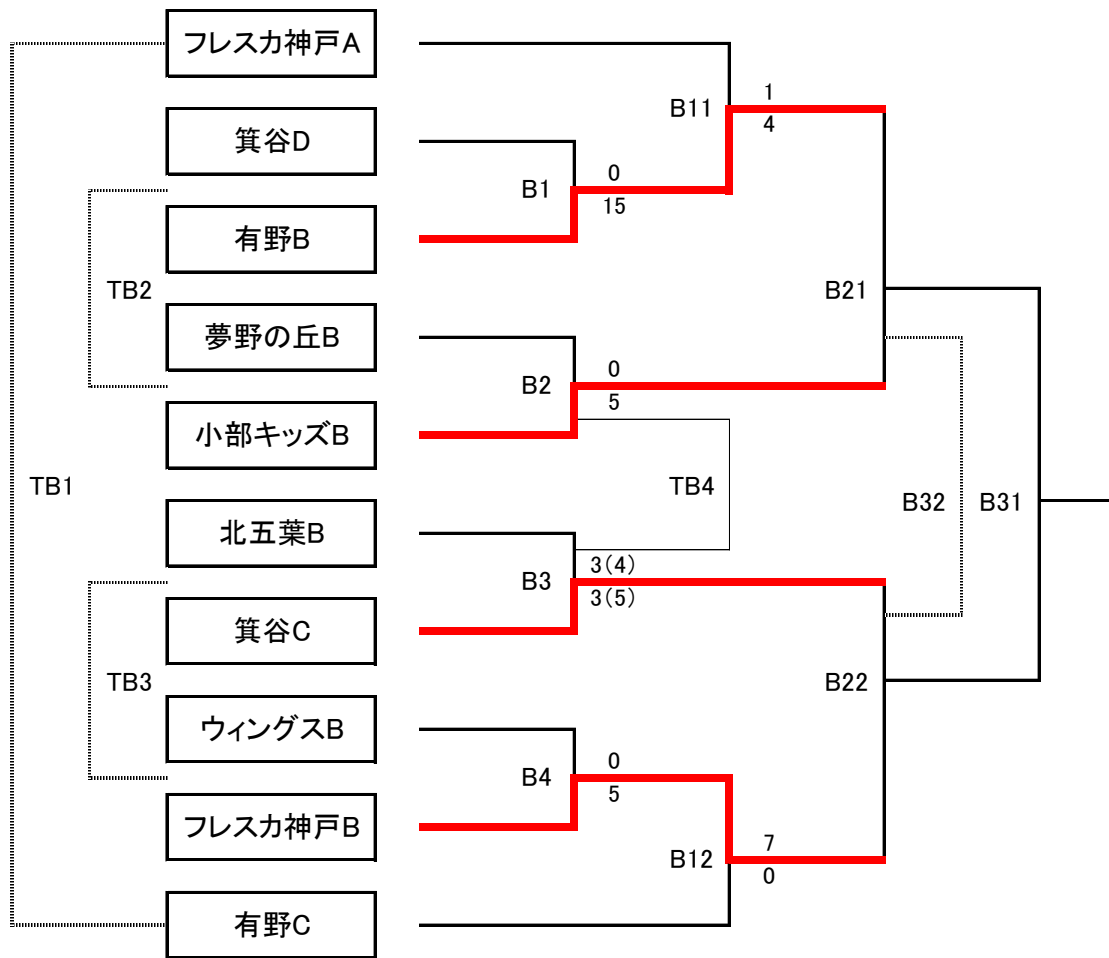 フレスカ神戸A
箕谷D
有野B
夢野の丘B
小部キッズB
北五葉B
箕谷C
ウィングスB
フレスカ神戸B
有野C
TB1
TB2
TB3
B1
0
15
B2
0
5
TB4
B3
3(4)
3(5)
B4
0
5
B11
1
4
B12
7
0
B21
B22
B32
B31